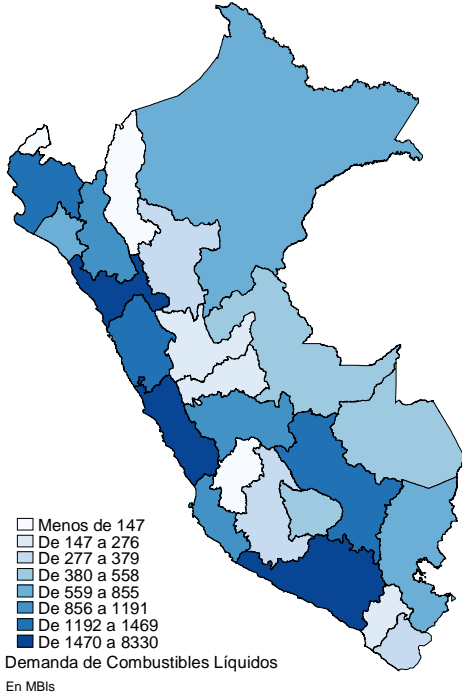 Menos de 147
De 147 a 276
De 277 a 379
De 380 a 558
De 559 a 855
De 856 a 1191
De 1192 a 1469
De 1470 a 8330
Demanda de Combustibles Líquidos
En MBls